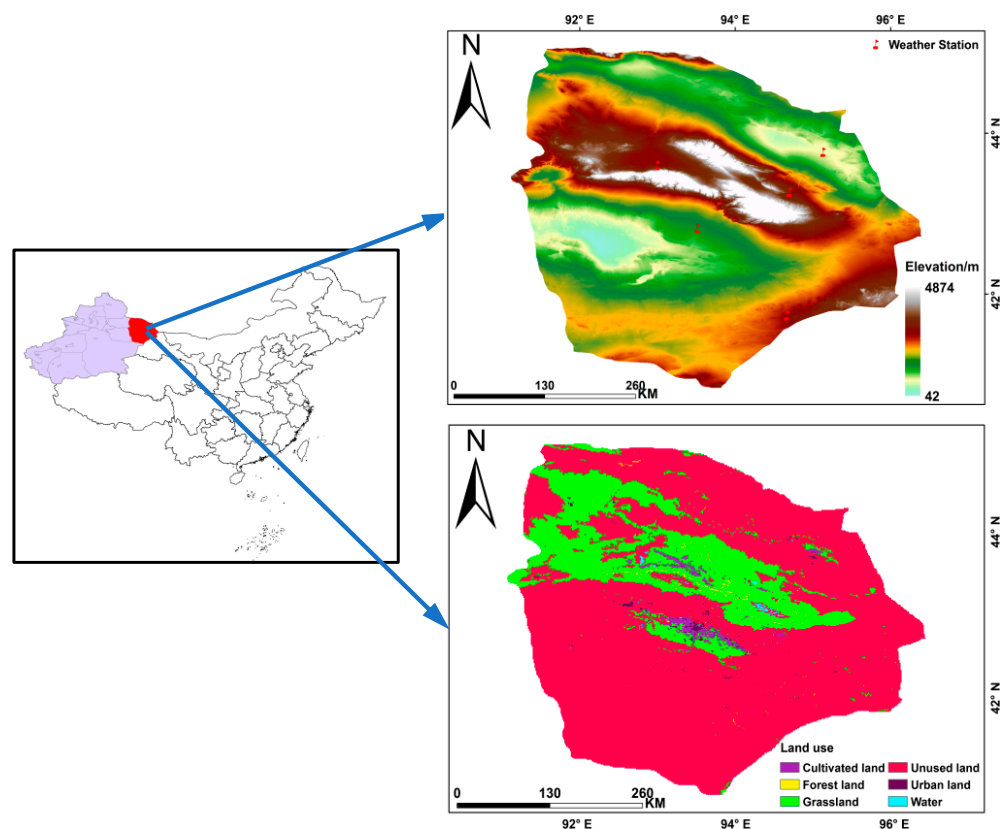 92° E 94° E 96° E
N
Weather Station
44° N
Elevation/m
4874
42° N
42
0 130 260
KM
N
44° N
42° N
Land use
Cultivated land Unused land
Forest land Urban land
Grassland Water
0 130 260
KM
92° E 94° E 96° E